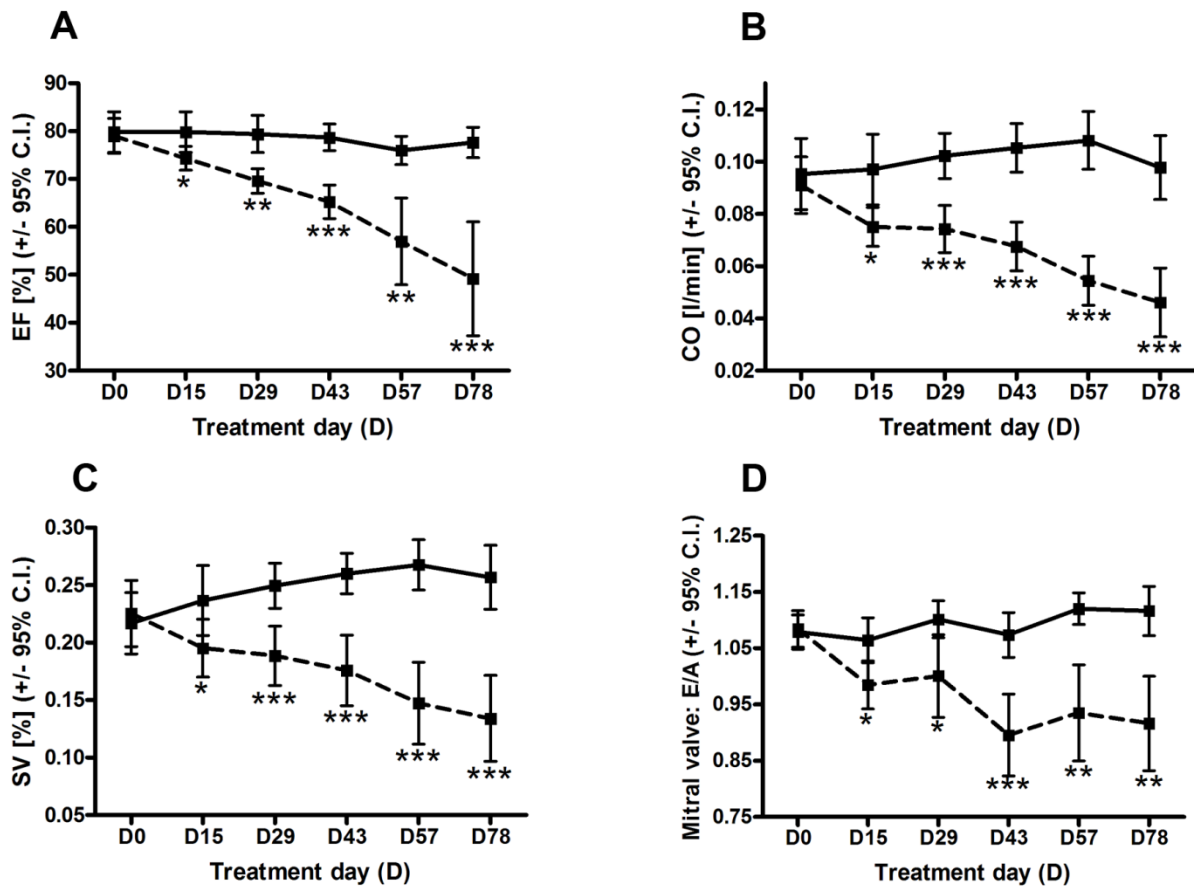 A
EF [%] (+/- 95% C.I.)
90
80
70
60
50
40
30
*
**
***
**
***
D0 D15 D29 D43 D57 D78
Treatment day (D)
B
CO [l/min] (+/- 95% C.I.)
0.12
0.10
0.08
0.06
0.04
0.02
*
***
***
***
***
D0 D15 D29 D43 D57 D78
Treatment day (D)
C
SV [%] (+/- 95% C.I.)
0.30
0.25
0.20
0.15
0.10
0.05
*
***
***
***
***
D0 D15 D29 D43 D57 D78
Treatment day (D)
D
Mitral valve: E/A (+/- 95% C.I.)
1.25
1.15
1.05
0.95
0.85
0.75
*
*
***
**
**
D0 D15 D29 D43 D57 D78
Treatment day (D)